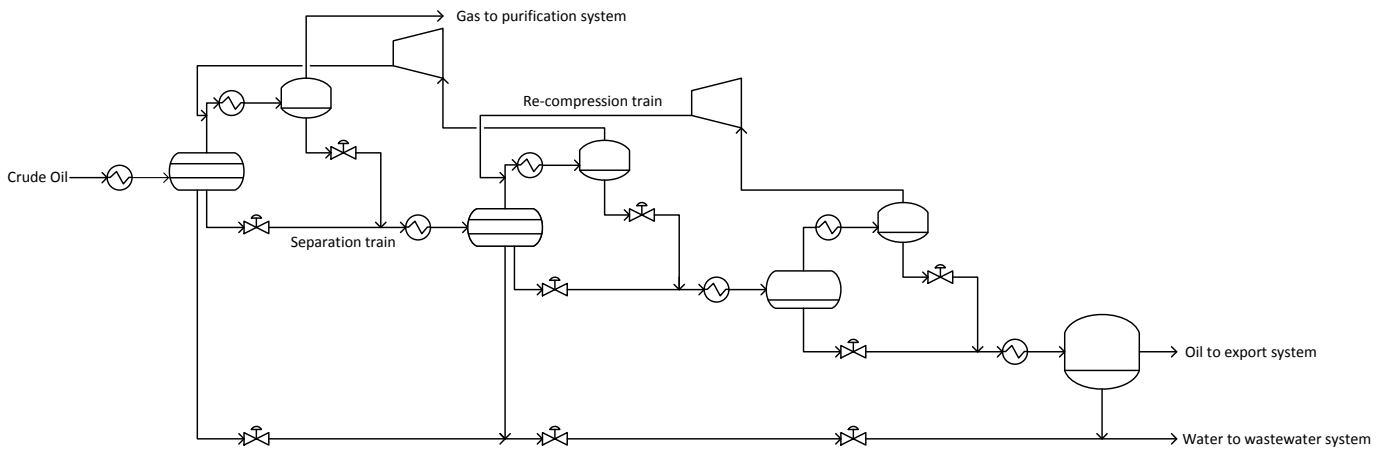 Gas to purification system
Re-compression train
Crude Oil
Separation train
Oil to export system
Water to wastewater system